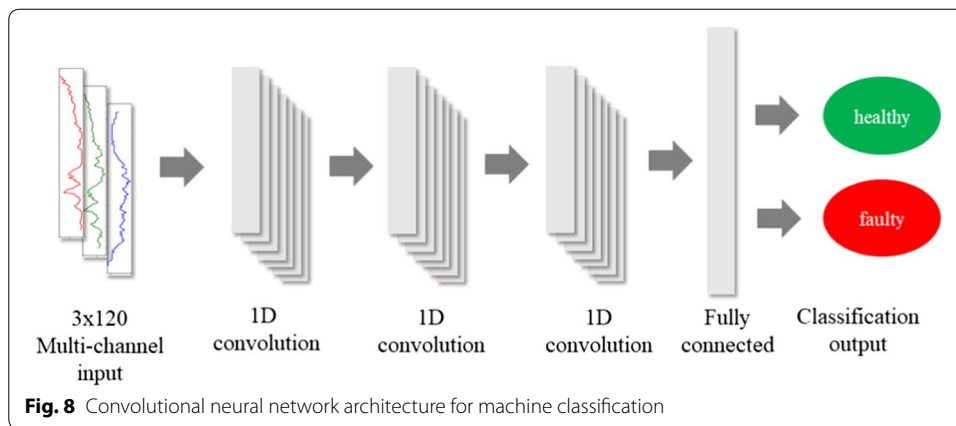 healthy
faulty
3x120
Multi-channel
input
1D
convolution
1D
convolution
1D
convolution
Fully
connected
Classification
output
Fig. 8 Convolutional neural network architecture for machine classification